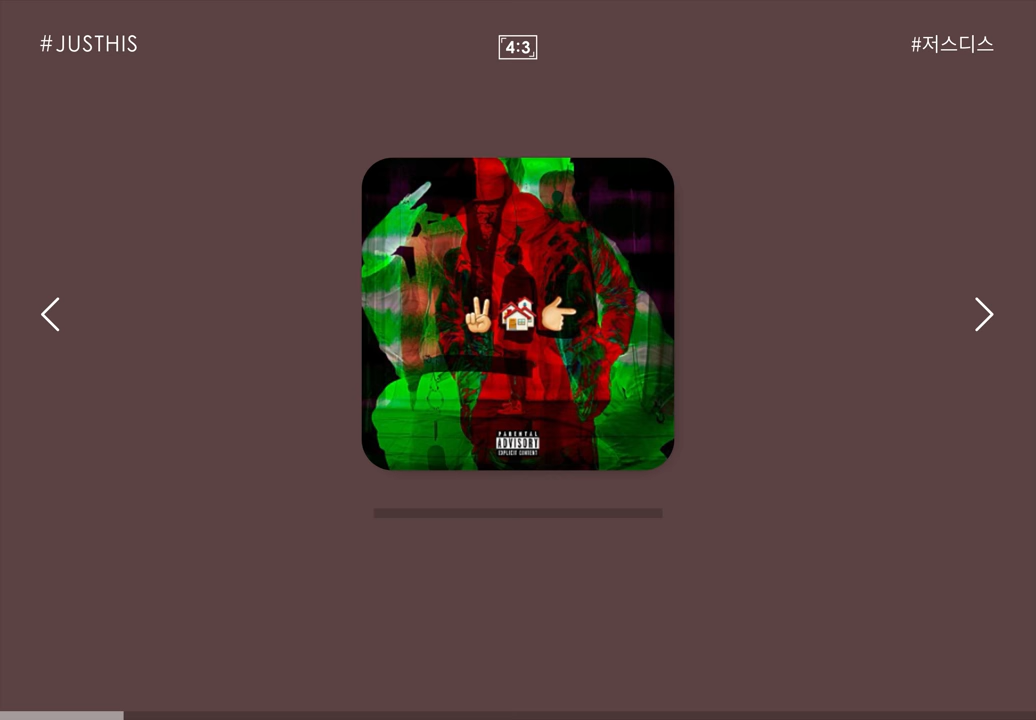 #JUSTHIS
4:3
#저스디스
PARENTAL
ADVISORY
EXPLICIT CONTENT